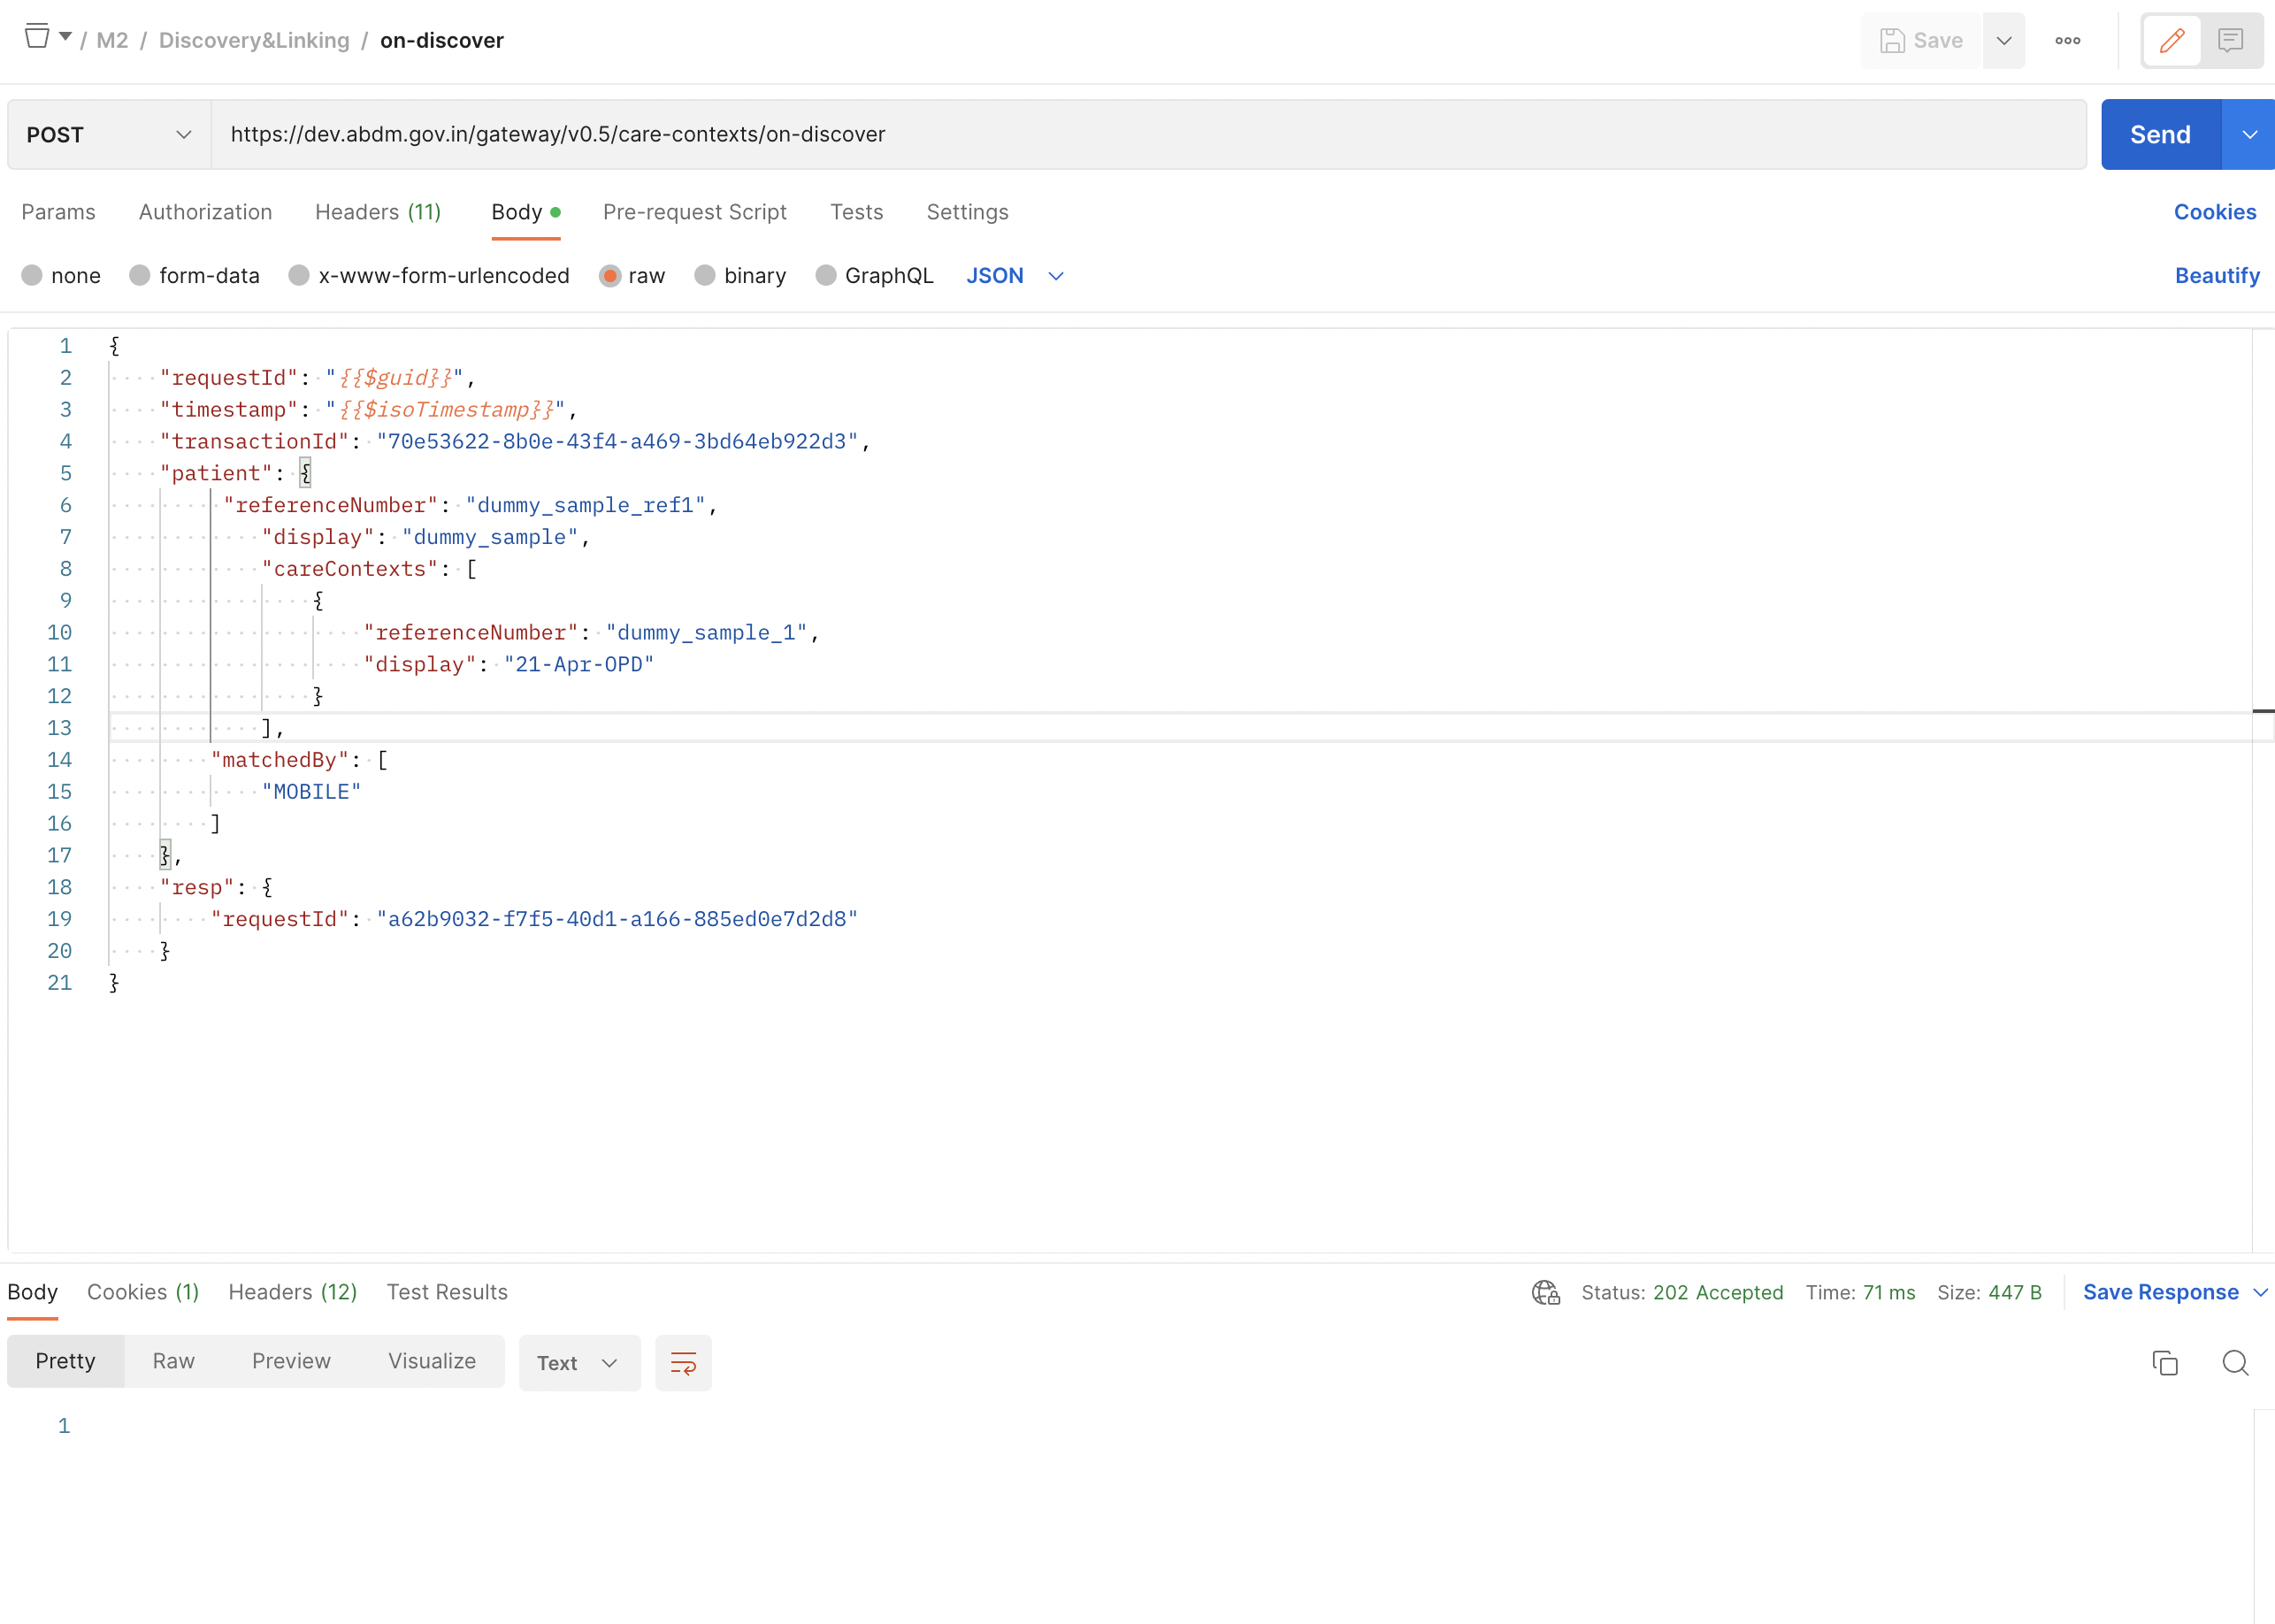 / M2 / Discovery&Linking / on-discover
Save
POST https://dev.abdm.gov.in/gateway/v0.5/care-contexts/on-discover Send
Params Authorization Headers (11) Body Pre-request Script Tests Settings Cookies
none form-data x-www-form-urlencoded raw binary GraphQL JSON Beautify
1 {
2 "requestId": "{{$guid}}",
3 "timestamp": "{{$isoTimestamp}}",
4 "transactionId": "70e53622-8b0e-43f4-a469-3bd64eb922d3",
5 "patient": {
6 "referenceNumber": "dummy_sample_ref1",
7 "display": "dummy_sample",
8 "careContexts": [
9 {
10 "referenceNumber": "dummy_sample_1",
11 "display": "21-Apr-OPD"
12 }
13 ],
14 "matchedBy": [
15 "MOBILE"
16 ]
17 },
18 "resp": {
19 "requestId": "a62b9032-f7f5-40d1-a166-885ed0e7d2d8"
20 }
21 }
Body Cookies (1) Headers (12) Test Results Status: 202 Accepted Time: 71 ms Size: 447 B Save Response
Pretty Raw Preview Visualize Text
1